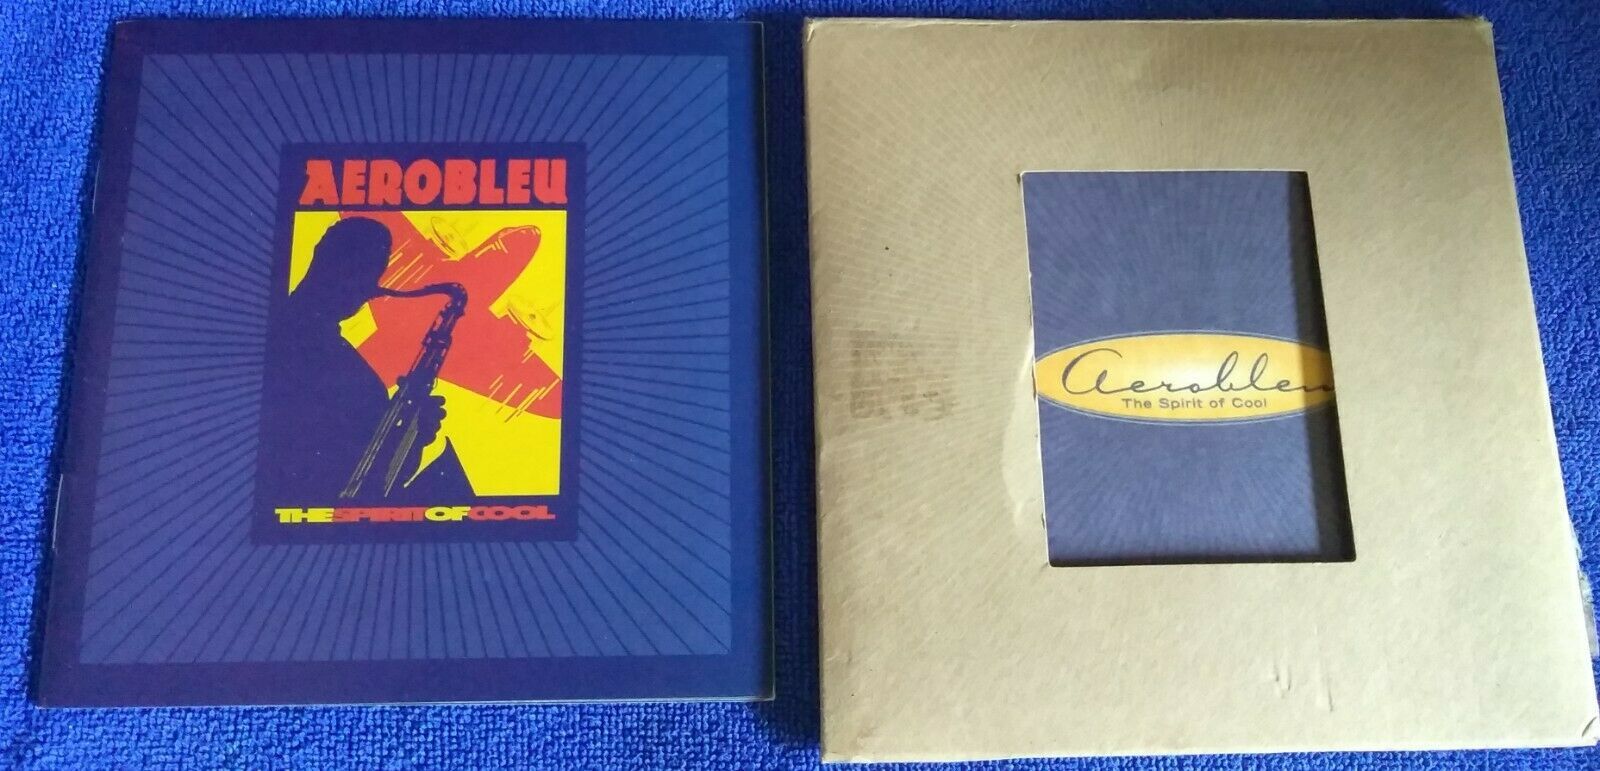 AEROBLEU
THE SPIRIT OF COOL
Aerobleu
The Spirit of Cool